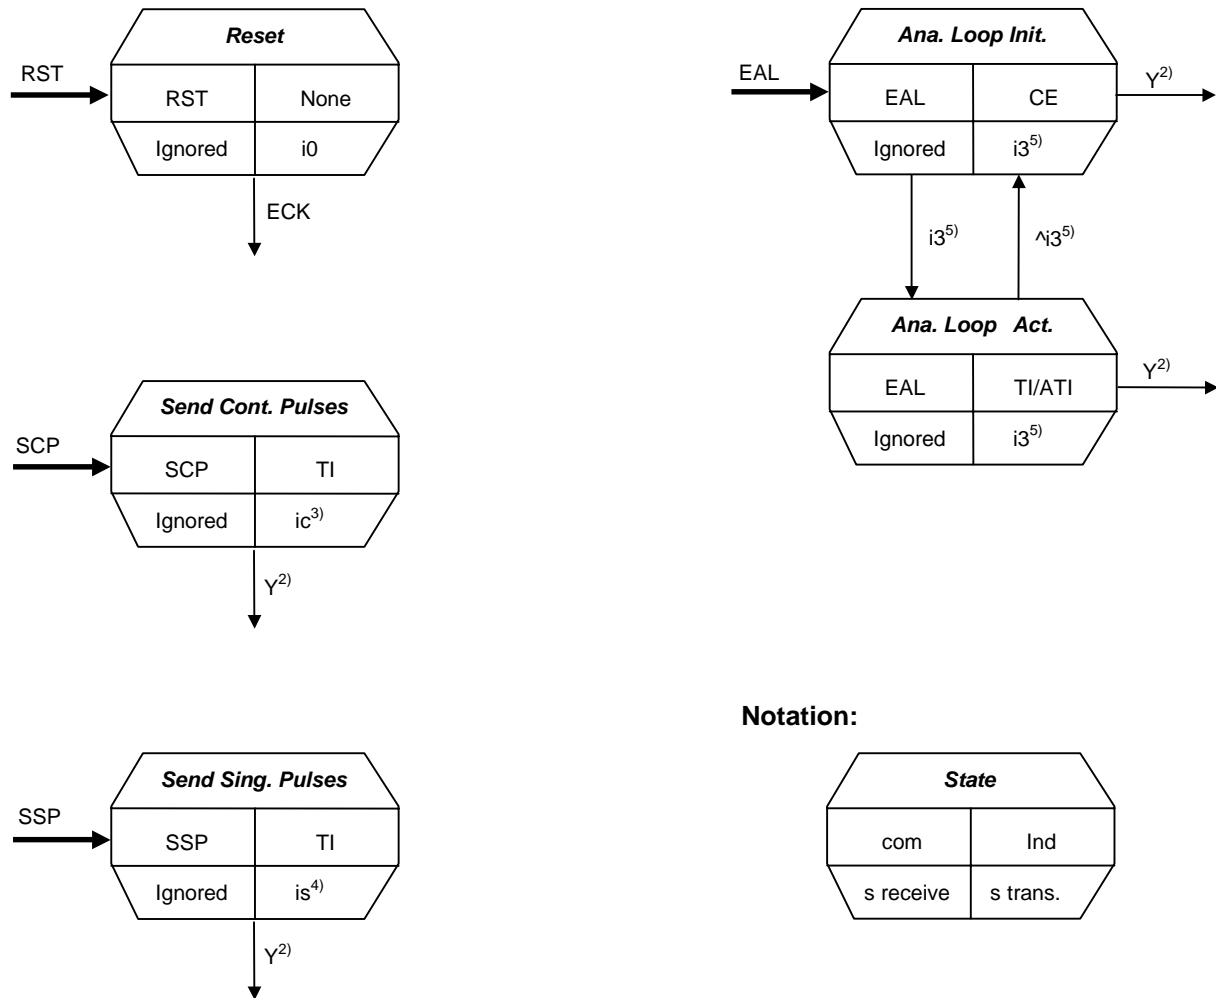 Reset
RST
RST None
Ignored i0
ECK
Ana. Loop Init.
EAL
EAL CE
Y2)
Ignored i35)
i35) ^i35)
Ana. Loop Act.
EAL TI/ATI
Y2)
Ignored i35)
Send Cont. Pulses
SCP
SCP TI
Ignored ic3)
Y2)
Send Sing. Pulses
SSP
SSP TI
Ignored is4)
Y2)
Notation:
State
com Ind
s receive s trans.